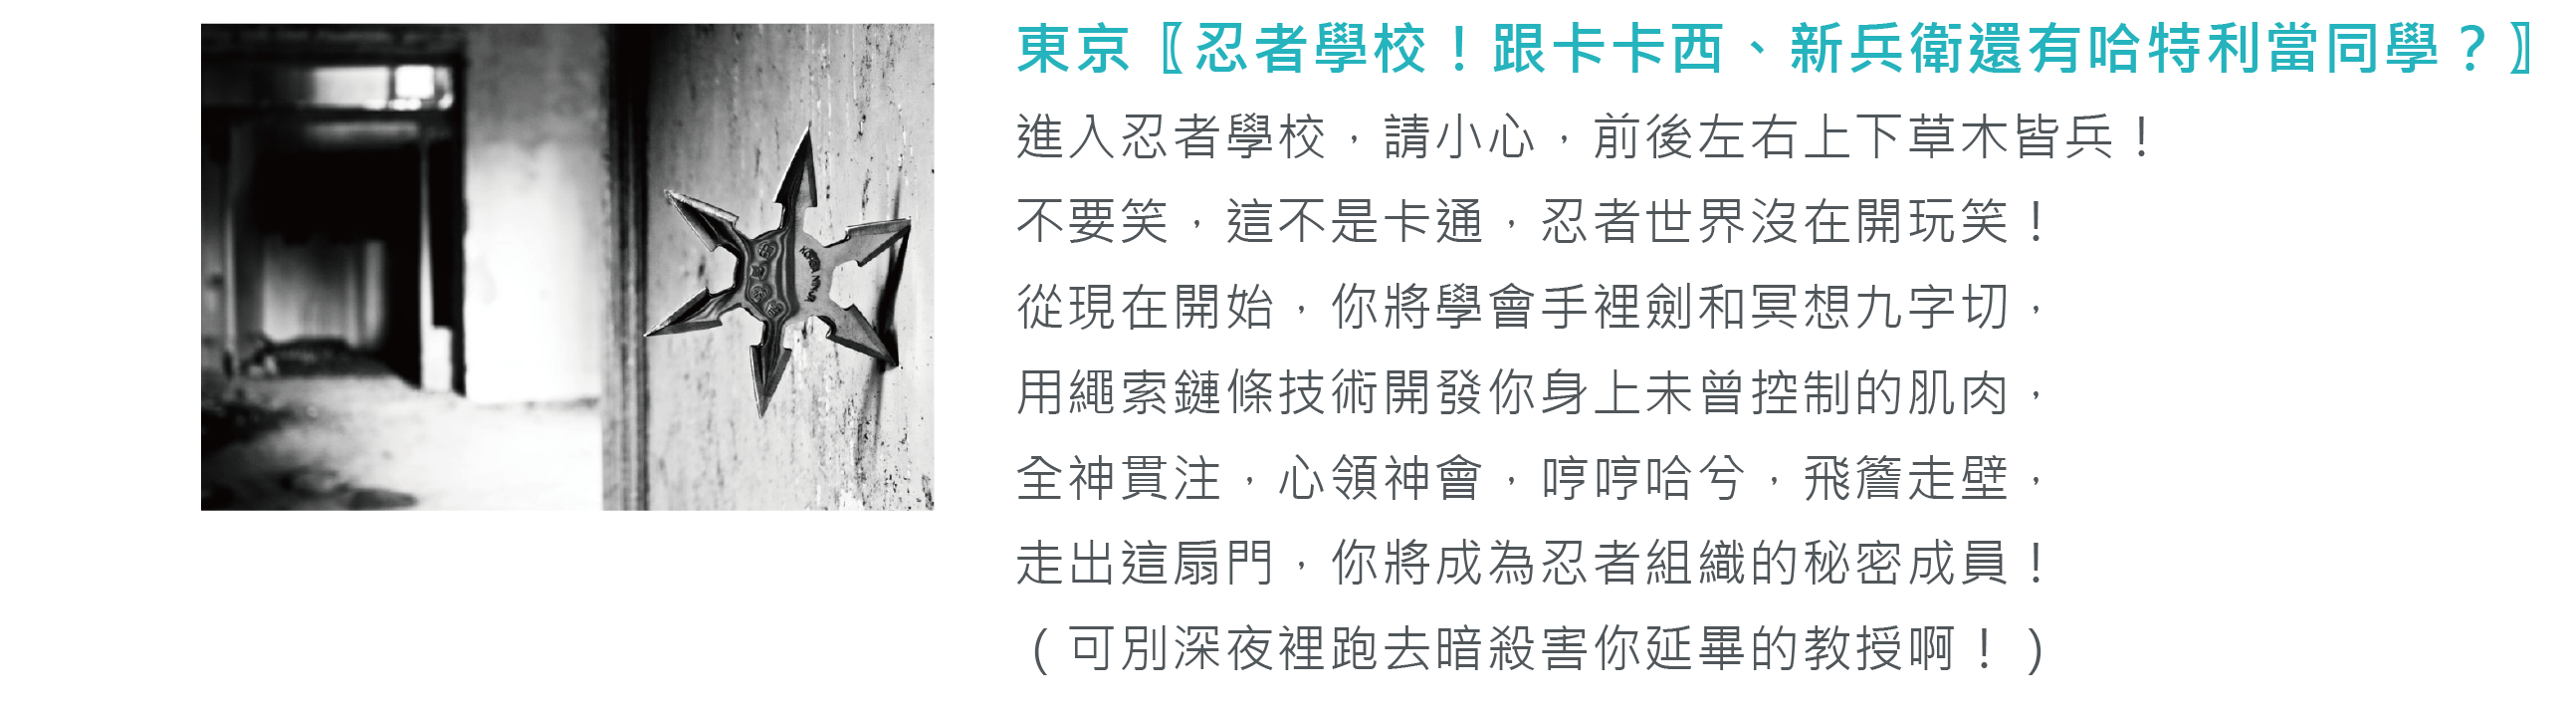 東京〖忍者學校！跟卡卡西、新兵衛還有哈特利當同學？〗
進入忍者學校，請小心，前後左右上下草木皆兵！
不要笑，這不是卡通，忍者世界沒在開玩笑！
從現在開始，你將學會手裡劍和冥想九字切，
用繩索鏈條技術開發你身上未曾控制的肌肉，
全神貫注，心領神會，哼哼哈兮，飛簷走壁，
走出這扇門，你將成為忍者組織的秘密成員！
（可別深夜裡跑去暗殺害你延畢的教授啊！）